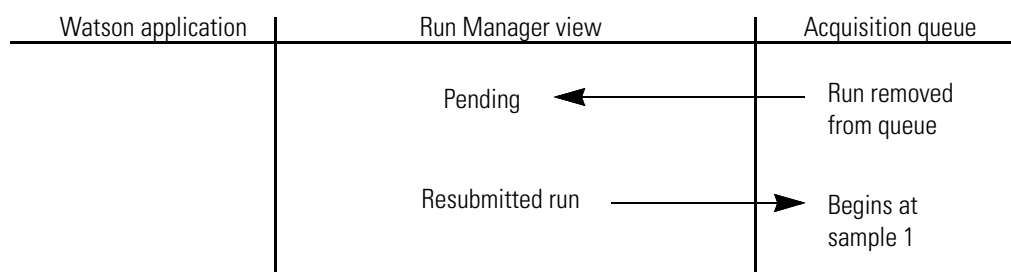 Watson application
Run Manager view
Acquisition queue
Pending
Run removed
from queue
Resubmitted run
Begins at
sample 1